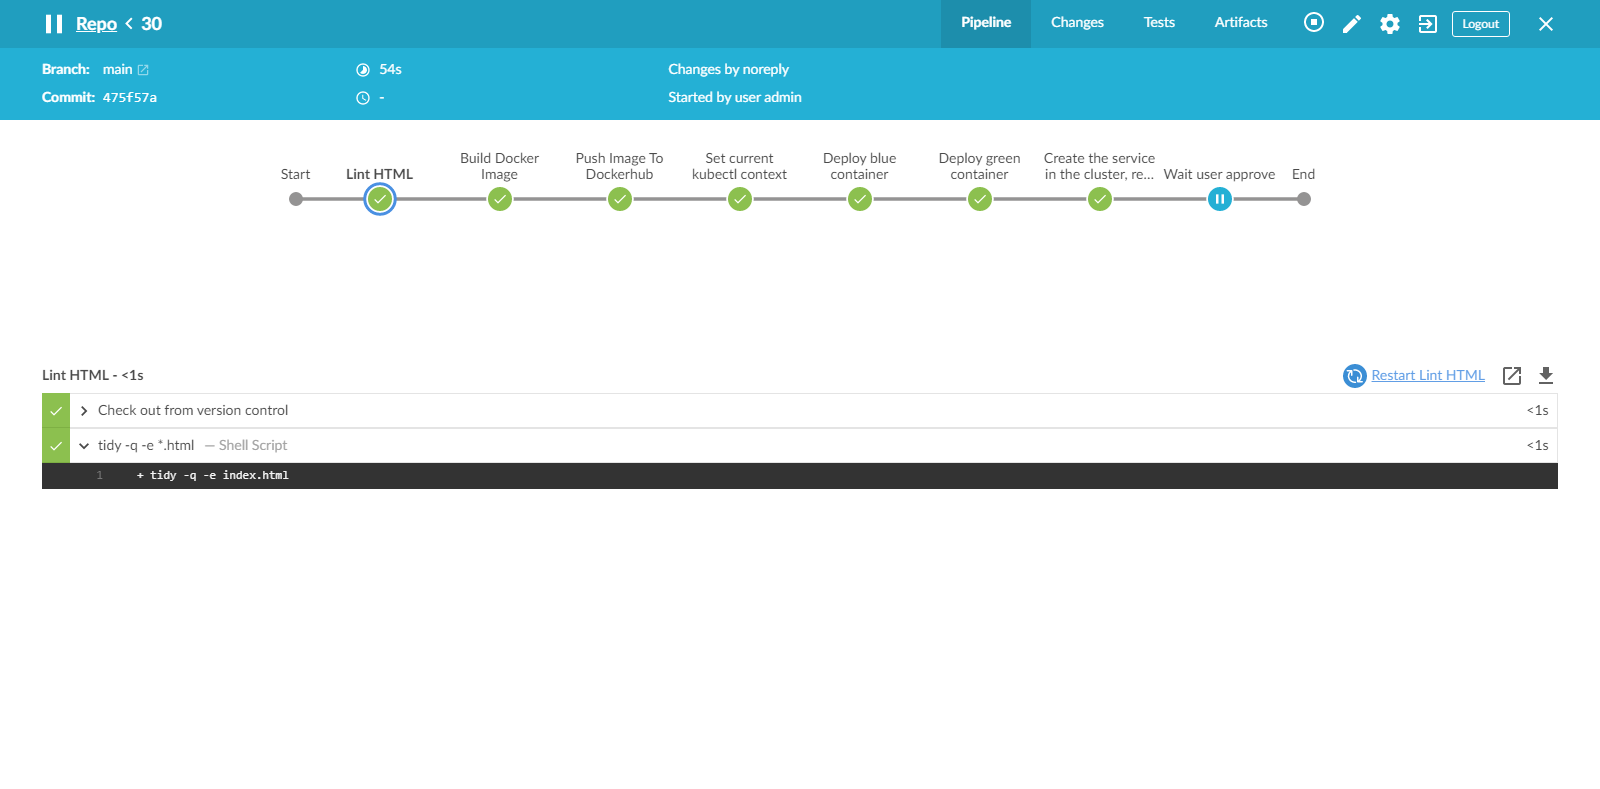 Repo < 30
Pipeline
Changes
Tests
Artifacts
Logout
Branch: main
54s
Changes by noreply
Commit: 475f57a
-
Started by user admin
Start
Lint HTML
Build Docker
Image
Push Image To
Dockerhub
Set current
kubectl context
Deploy blue
container
Deploy green
container
Create the service
in the cluster, re...
Wait user approve
End
Lint HTML - <1s
Restart Lint HTML
Check out from version control
<1s
tidy -q -e *.html — Shell Script
<1s
1 + tidy -q -e index.html